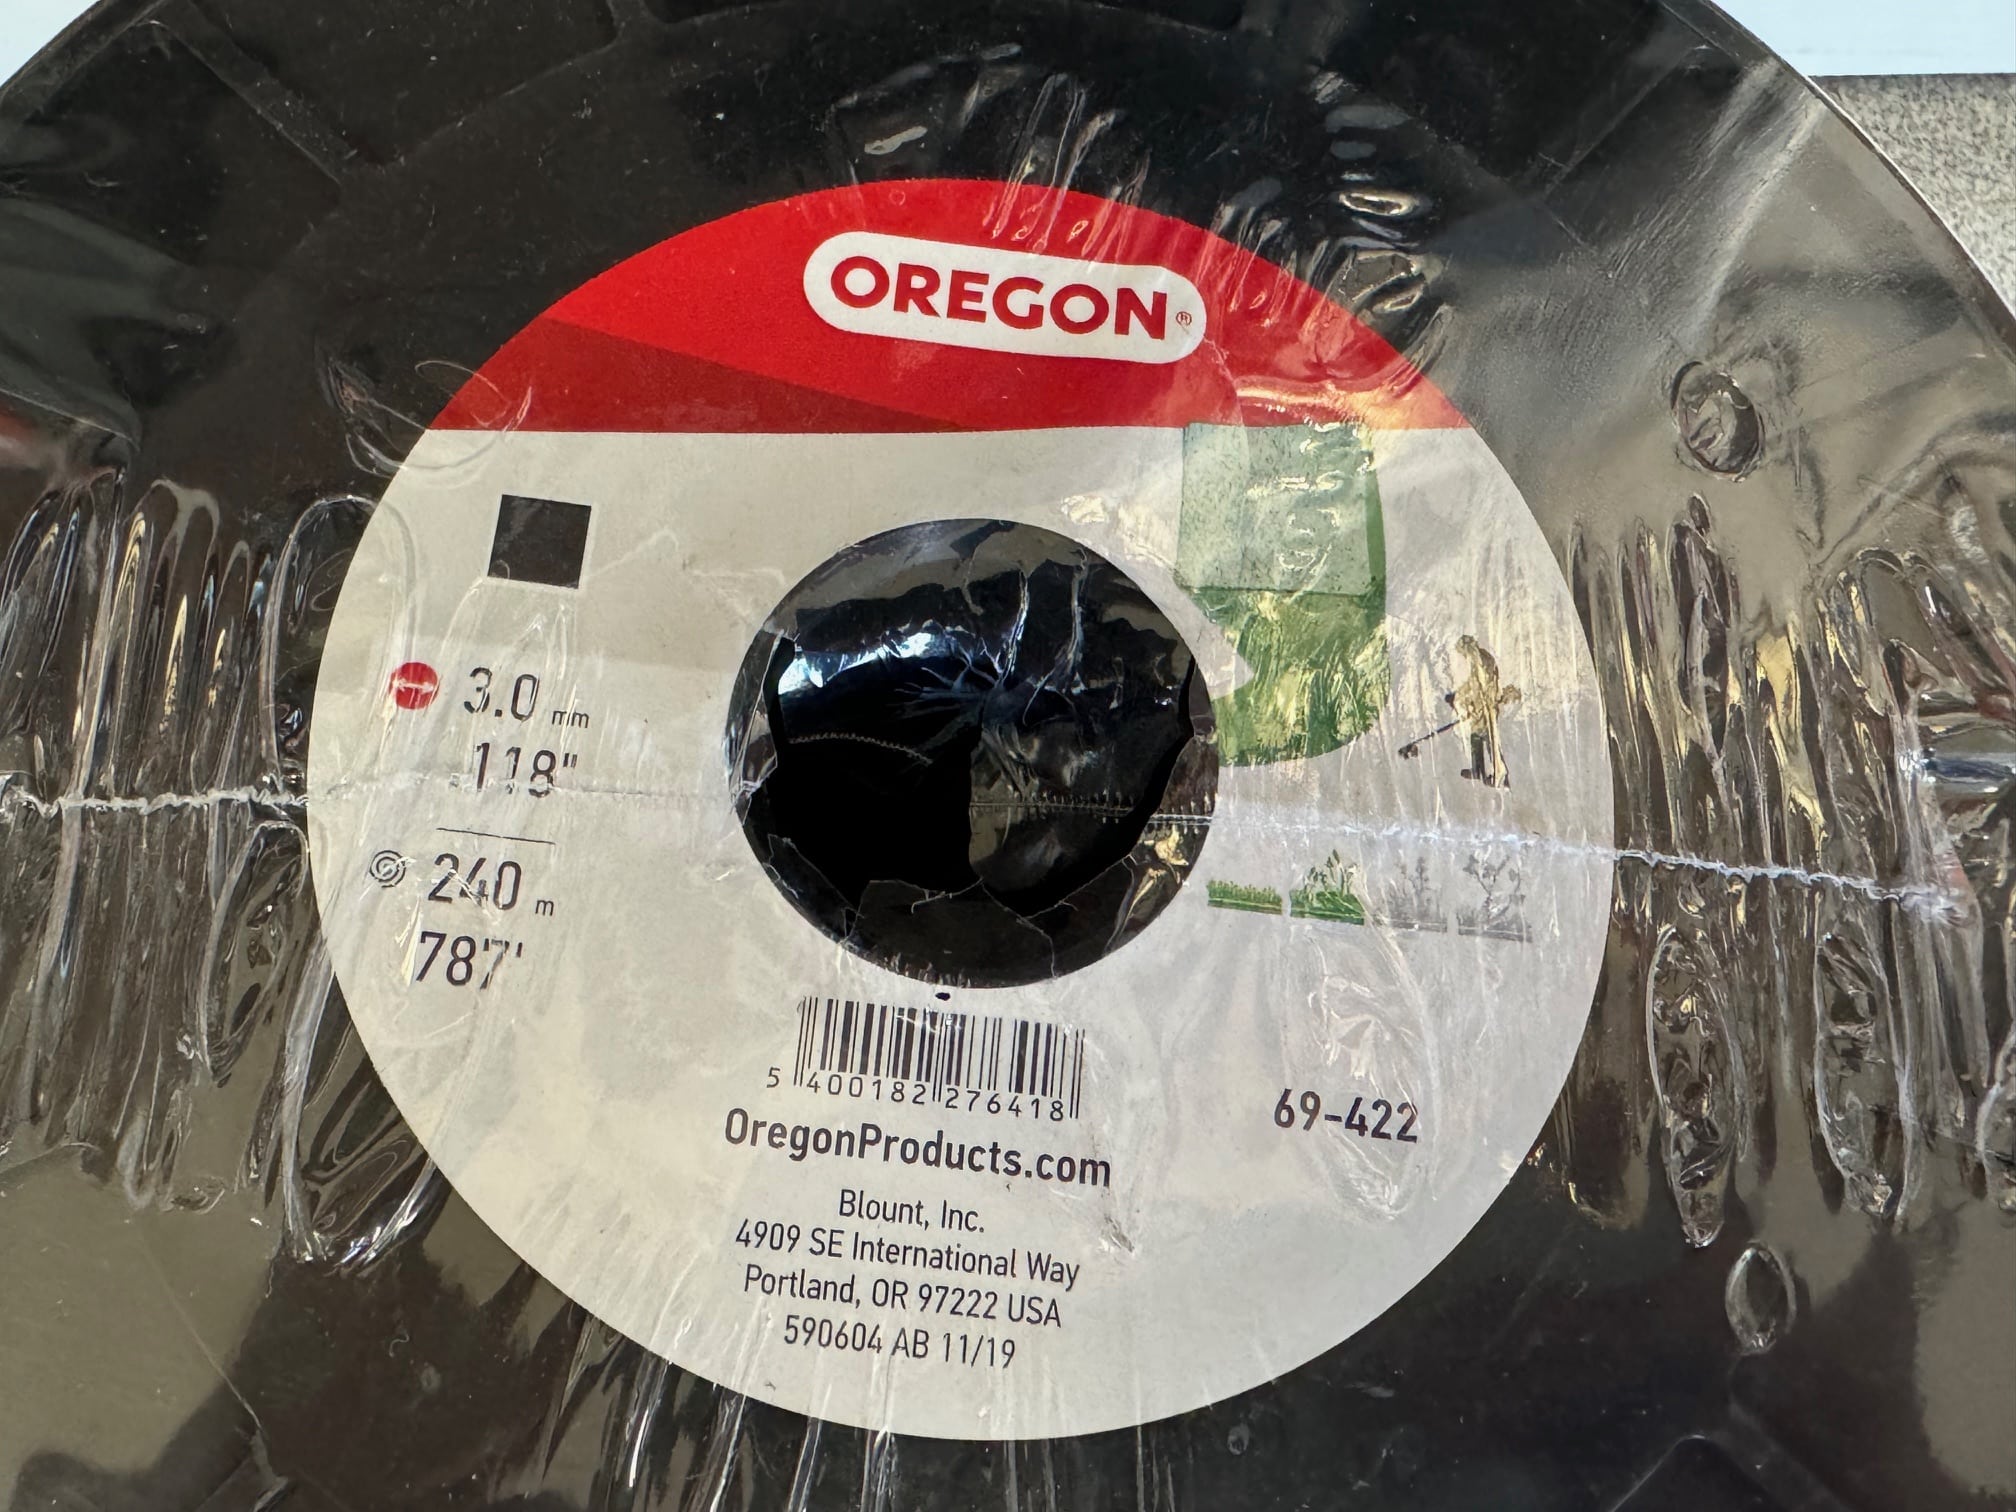 OREGON®
3.0 mm
.118"
240 m
787'
5 400182 276418
69-422
OregonProducts.com
Blount, Inc.
4909 SE International Way
Portland, OR 97222 USA
590604 AB 11/19